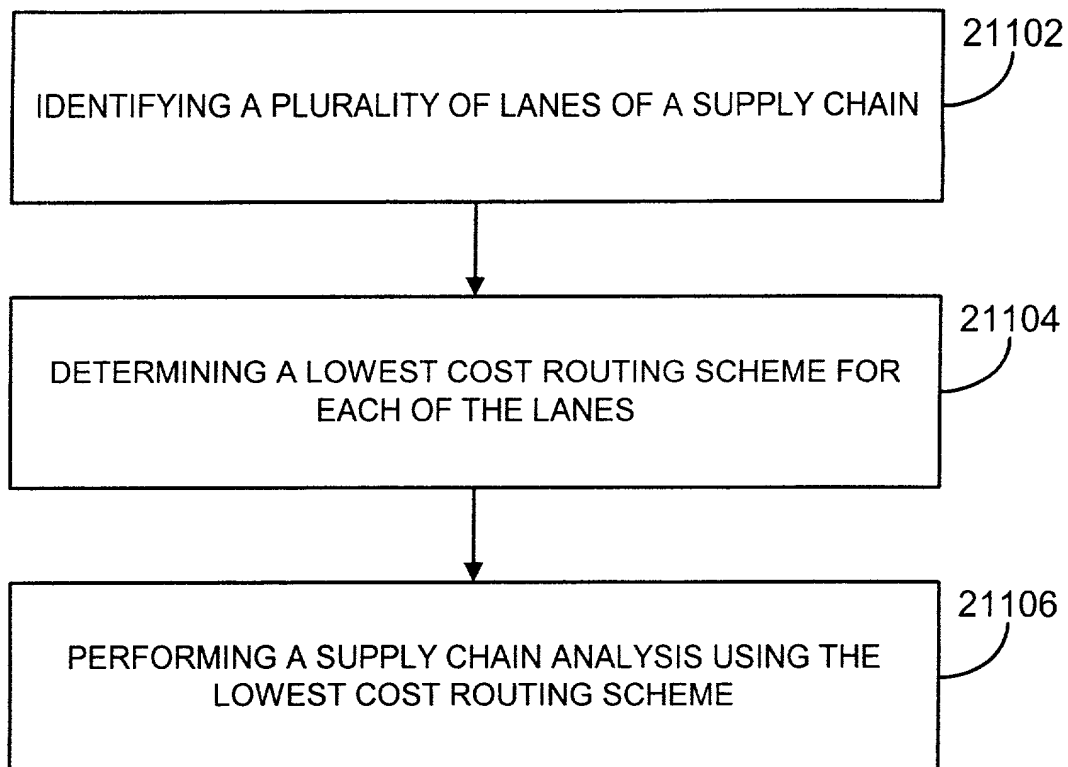 21102
IDENTIFYING A PLURALITY OF LANES OF A SUPPLY CHAIN
21104
DETERMINING A LOWEST COST ROUTING SCHEME FOR
EACH OF THE LANES
21106
PERFORMING A SUPPLY CHAIN ANALYSIS USING THE
LOWEST COST ROUTING SCHEME